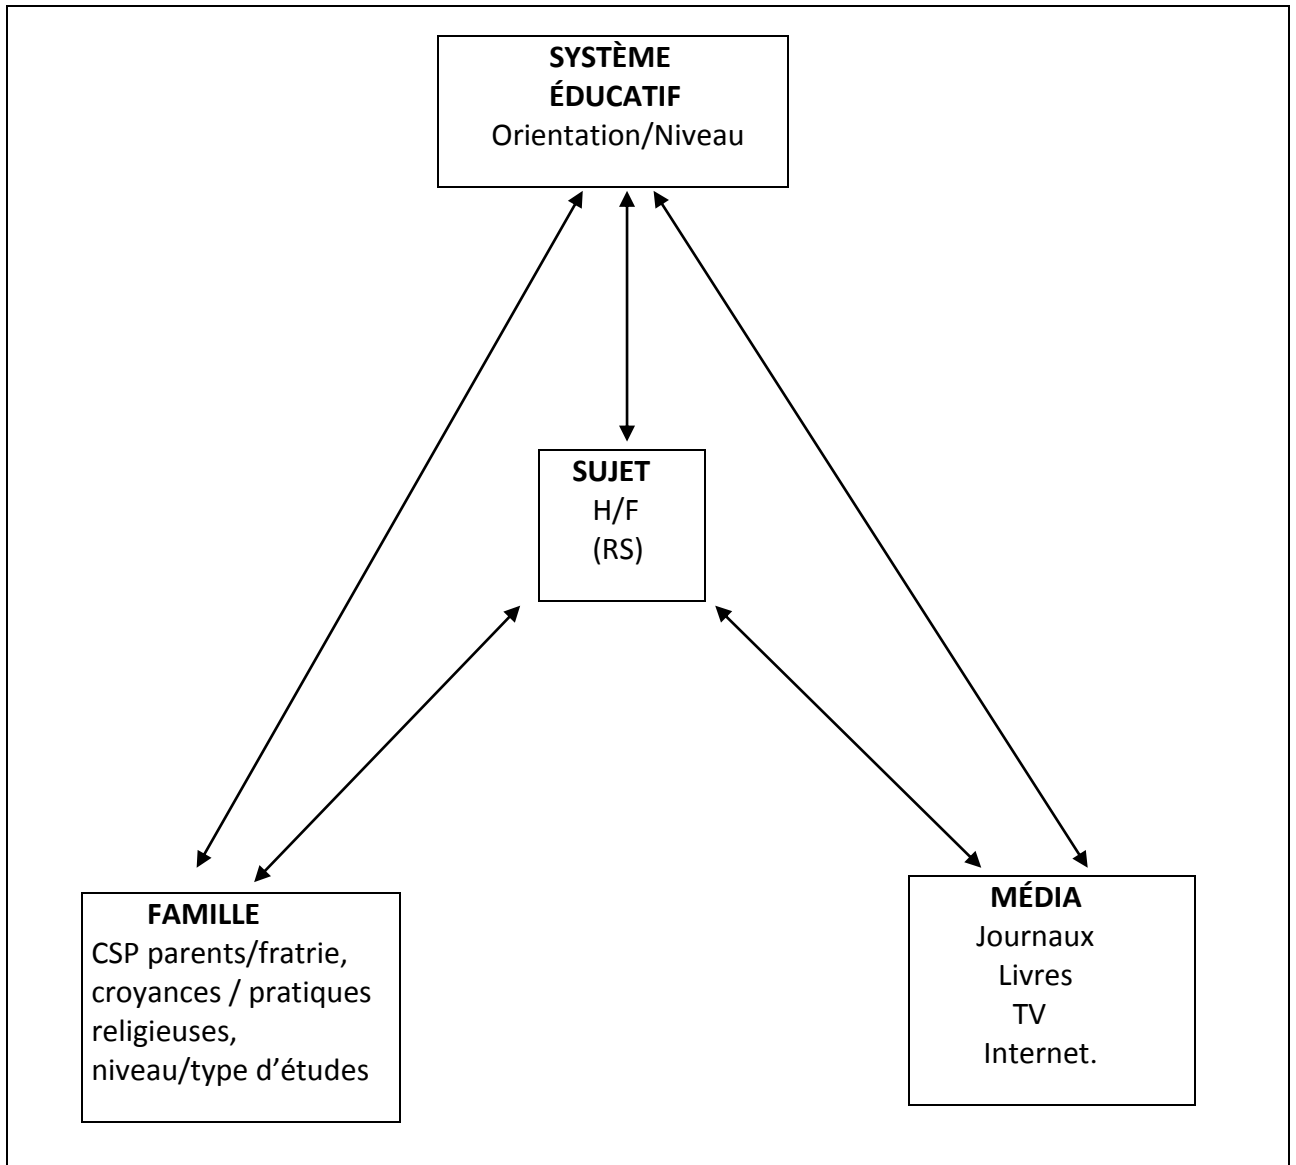 SYSTÈME
ÉDUCATIF
Orientation/Niveau
SUJET
H/F
(RS)
FAMILLE
CSP parents/fratrie,
croyances / pratiques
religieuses,
niveau/type d’études
MÉDIA
Journaux
Livres
TV
Internet.